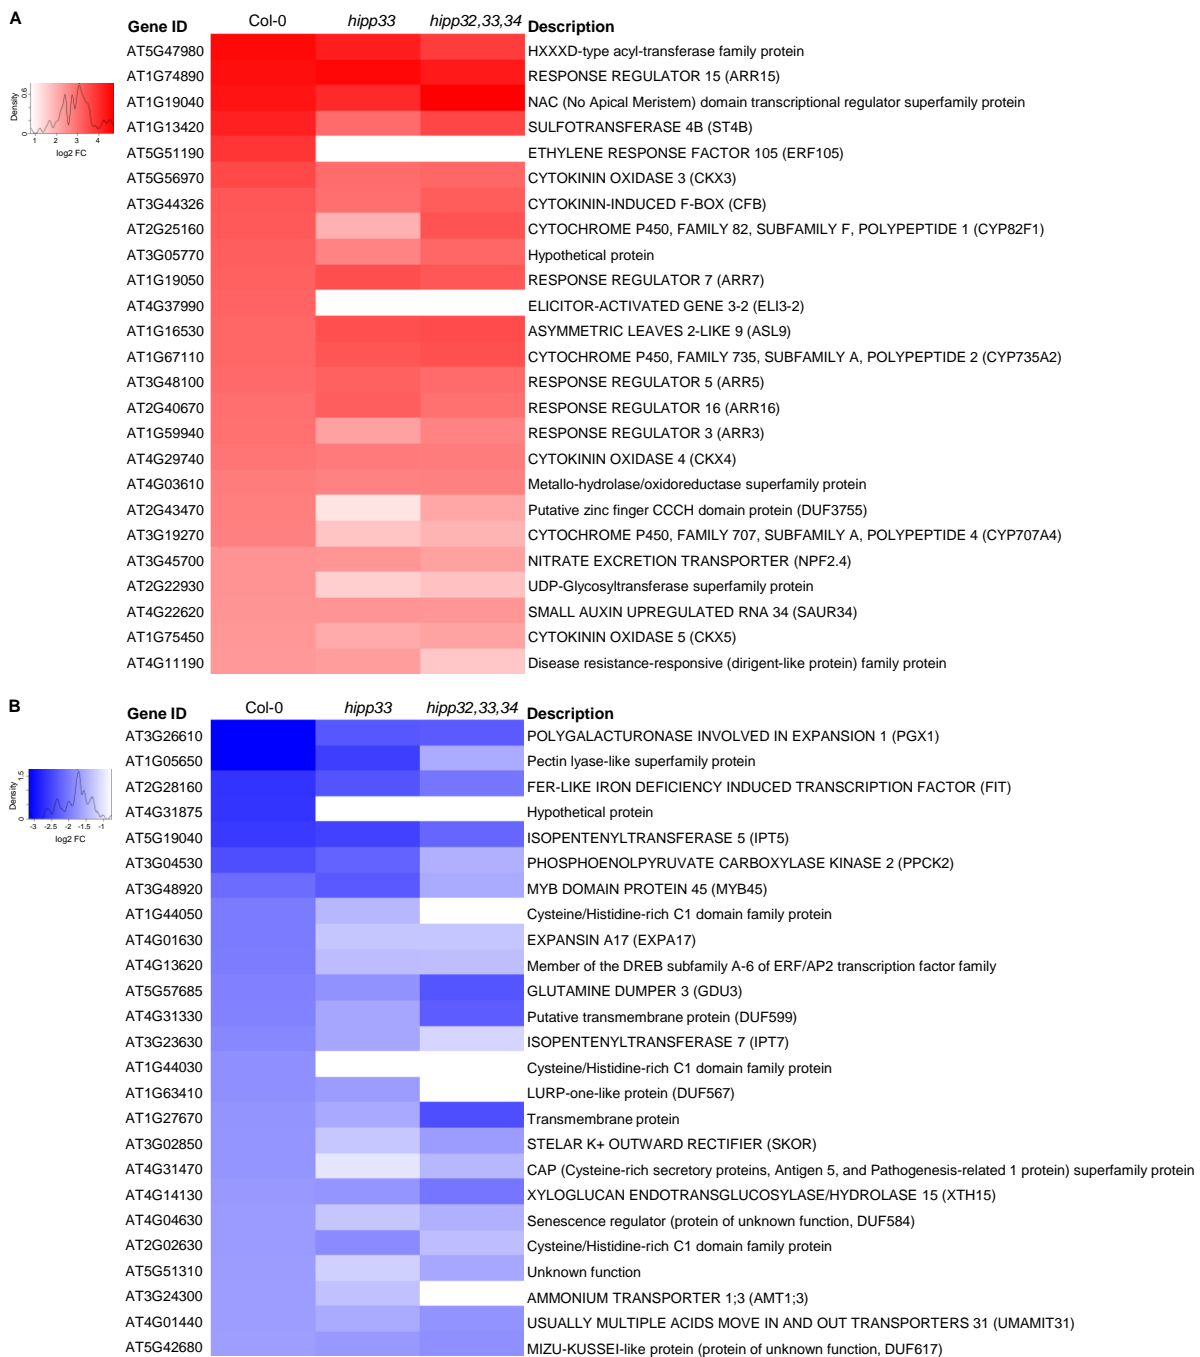 A
Gene ID Col-0 hipp33 hipp32,33,34 Description
AT5G47980 HXXXD-type acyl-transferase family protein
AT1G74890 RESPONSE REGULATOR 15 (ARR15)
AT1G19040 NAC (No Apical Meristem) domain transcriptional regulator superfamily protein
AT1G13420 SULFOTRANSFERASE 4B (ST4B)
AT5G51190 ETHYLENE RESPONSE FACTOR 105 (ERF105)
AT5G56970 CYTOKININ OXIDASE 3 (CKX3)
AT3G44326 CYTOKININ-INDUCED F-BOX (CFB)
AT2G25160 CYTOCHROME P450, FAMILY 82, SUBFAMILY F, POLYPEPTIDE 1 (CYP82F1)
AT3G05770 Hypothetical protein
AT1G19050 RESPONSE REGULATOR 7 (ARR7)
AT4G37990 ELICITOR-ACTIVATED GENE 3-2 (ELI3-2)
AT1G16530 ASYMMETRIC LEAVES 2-LIKE 9 (ASL9)
AT1G67110 CYTOCHROME P450, FAMILY 735, SUBFAMILY A, POLYPEPTIDE 2 (CYP735A2)
AT3G48100 RESPONSE REGULATOR 5 (ARR5)
AT2G40670 RESPONSE REGULATOR 16 (ARR16)
AT1G59940 RESPONSE REGULATOR 3 (ARR3)
AT4G29740 CYTOKININ OXIDASE 4 (CKX4)
AT4G03610 Metallo-hydrolase/oxidoreductase superfamily protein
AT2G43470 Putative zinc finger CCCH domain protein (DUF3755)
AT3G19270 CYTOCHROME P450, FAMILY 707, SUBFAMILY A, POLYPEPTIDE 4 (CYP707A4)
AT3G45700 NITRATE EXCRETION TRANSPORTER (NPF2.4)
AT2G22930 UDP-Glycosyltransferase superfamily protein
AT4G22620 SMALL AUXIN UPREGULATED RNA 34 (SAUR34)
AT1G75450 CYTOKININ OXIDASE 5 (CKX5)
AT4G11190 Disease resistance-responsive (dirigent-like protein) family protein
Density
0 0.6
1 2 3 4
log2 FC
B
Gene ID Col-0 hipp33 hipp32,33,34 Description
AT3G26610 POLYGALACTURONASE INVOLVED IN EXPANSION 1 (PGX1)
AT1G05650 Pectin lyase-like superfamily protein
AT2G28160 FER-LIKE IRON DEFICIENCY INDUCED TRANSCRIPTION FACTOR (FIT)
AT4G31875 Hypothetical protein
AT5G19040 ISOPENTENYLTRANSFERASE 5 (IPT5)
AT3G04530 PHOSPHOENOLPYRUVATE CARBOXYLASE KINASE 2 (PPCK2)
AT3G48920 MYB DOMAIN PROTEIN 45 (MYB45)
AT1G44050 Cysteine/Histidine-rich C1 domain family protein
AT4G01630 EXPANSIN A17 (EXPA17)
AT4G13620 Member of the DREB subfamily A-6 of ERF/AP2 transcription factor family
AT5G57685 GLUTAMINE DUMPER 3 (GDU3)
AT4G31330 Putative transmembrane protein (DUF599)
AT3G23630 ISOPENTENYLTRANSFERASE 7 (IPT7)
AT1G44030 Cysteine/Histidine-rich C1 domain family protein
AT1G63410 LURP-one-like protein (DUF567)
AT1G27670 Transmembrane protein
AT3G02850 STELAR K+ OUTWARD RECTIFIER (SKOR)
AT4G31470 CAP (Cysteine-rich secretory proteins, Antigen 5, and Pathogenesis-related 1 protein) superfamily protein
AT4G14130 XYLOGLUCAN ENDOTRANSGLUCOSYLASE/HYDROLASE 15 (XTH15)
AT4G04630 Senescence regulator (protein of unknown function, DUF584)
AT2G02630 Cysteine/Histidine-rich C1 domain family protein
AT5G51310 Unknown function
AT3G24300 AMMONIUM TRANSPORTER 1;3 (AMT1;3)
AT4G01440 USUALLY MULTIPLE ACIDS MOVE IN AND OUT TRANSPORTERS 31 (UMAMIT31)
AT5G42680 MIZU-KUSSEI-like protein (protein of unknown function, DUF617)
Density
0 1.5
-3 -2.5 -2 -1.5 -1
log2 FC